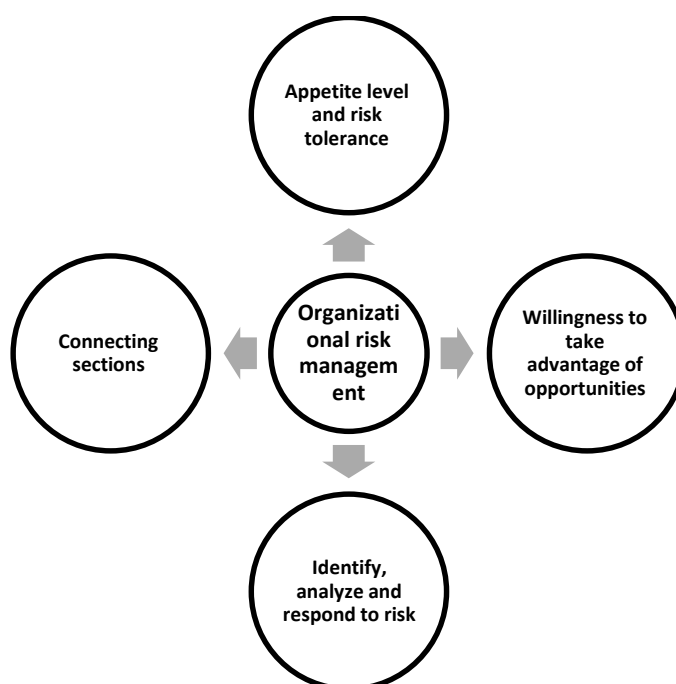 Appetite level
and risk
tolerance
Connecting
sections
Organizati
onal risk
managem
ent
Willingness to
take
advantage of
opportunities
Identify,
analyze and
respond to risk